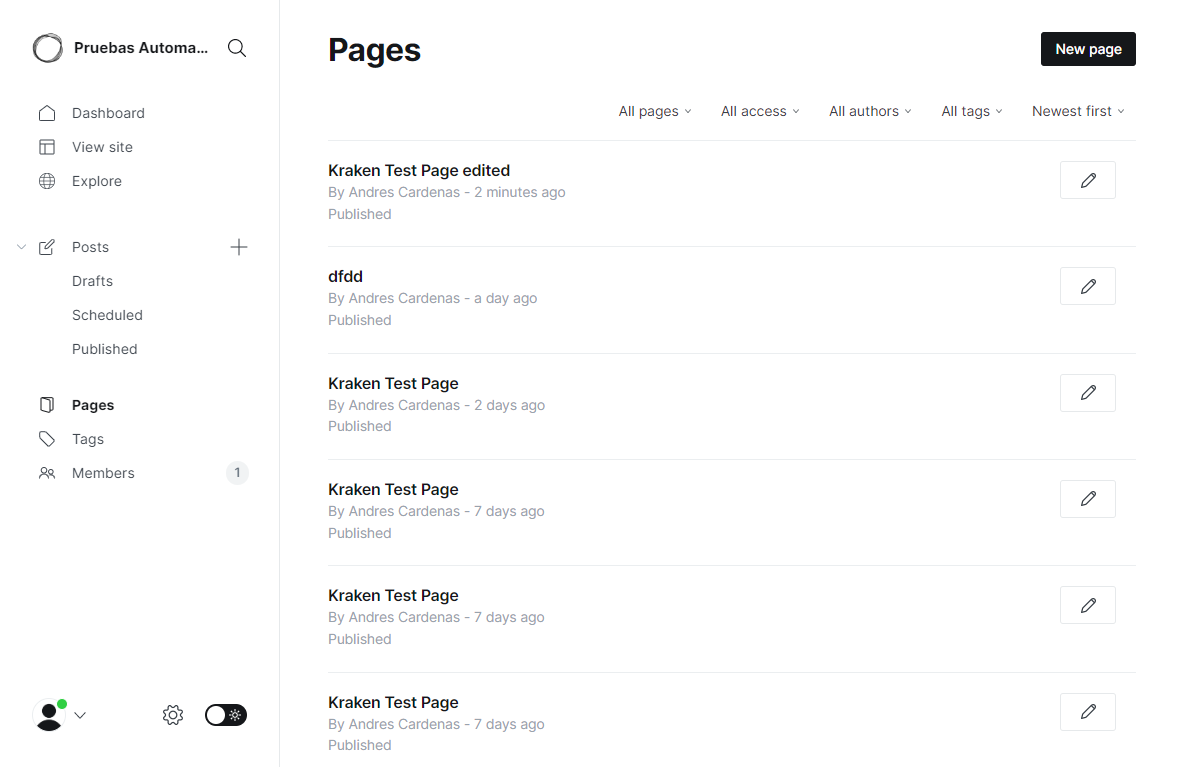 Pruebas Automa...
Dashboard
View site
Explore
Posts
Drafts
Scheduled
Published
Pages
Tags
Members 1
Pages
New page
All pages All access All authors All tags Newest first
Kraken Test Page edited
By Andres Cardenas - 2 minutes ago
Published
dfdd
By Andres Cardenas - a day ago
Published
Kraken Test Page
By Andres Cardenas - 2 days ago
Published
Kraken Test Page
By Andres Cardenas - 7 days ago
Published
Kraken Test Page
By Andres Cardenas - 7 days ago
Published
Kraken Test Page
By Andres Cardenas - 7 days ago
Published